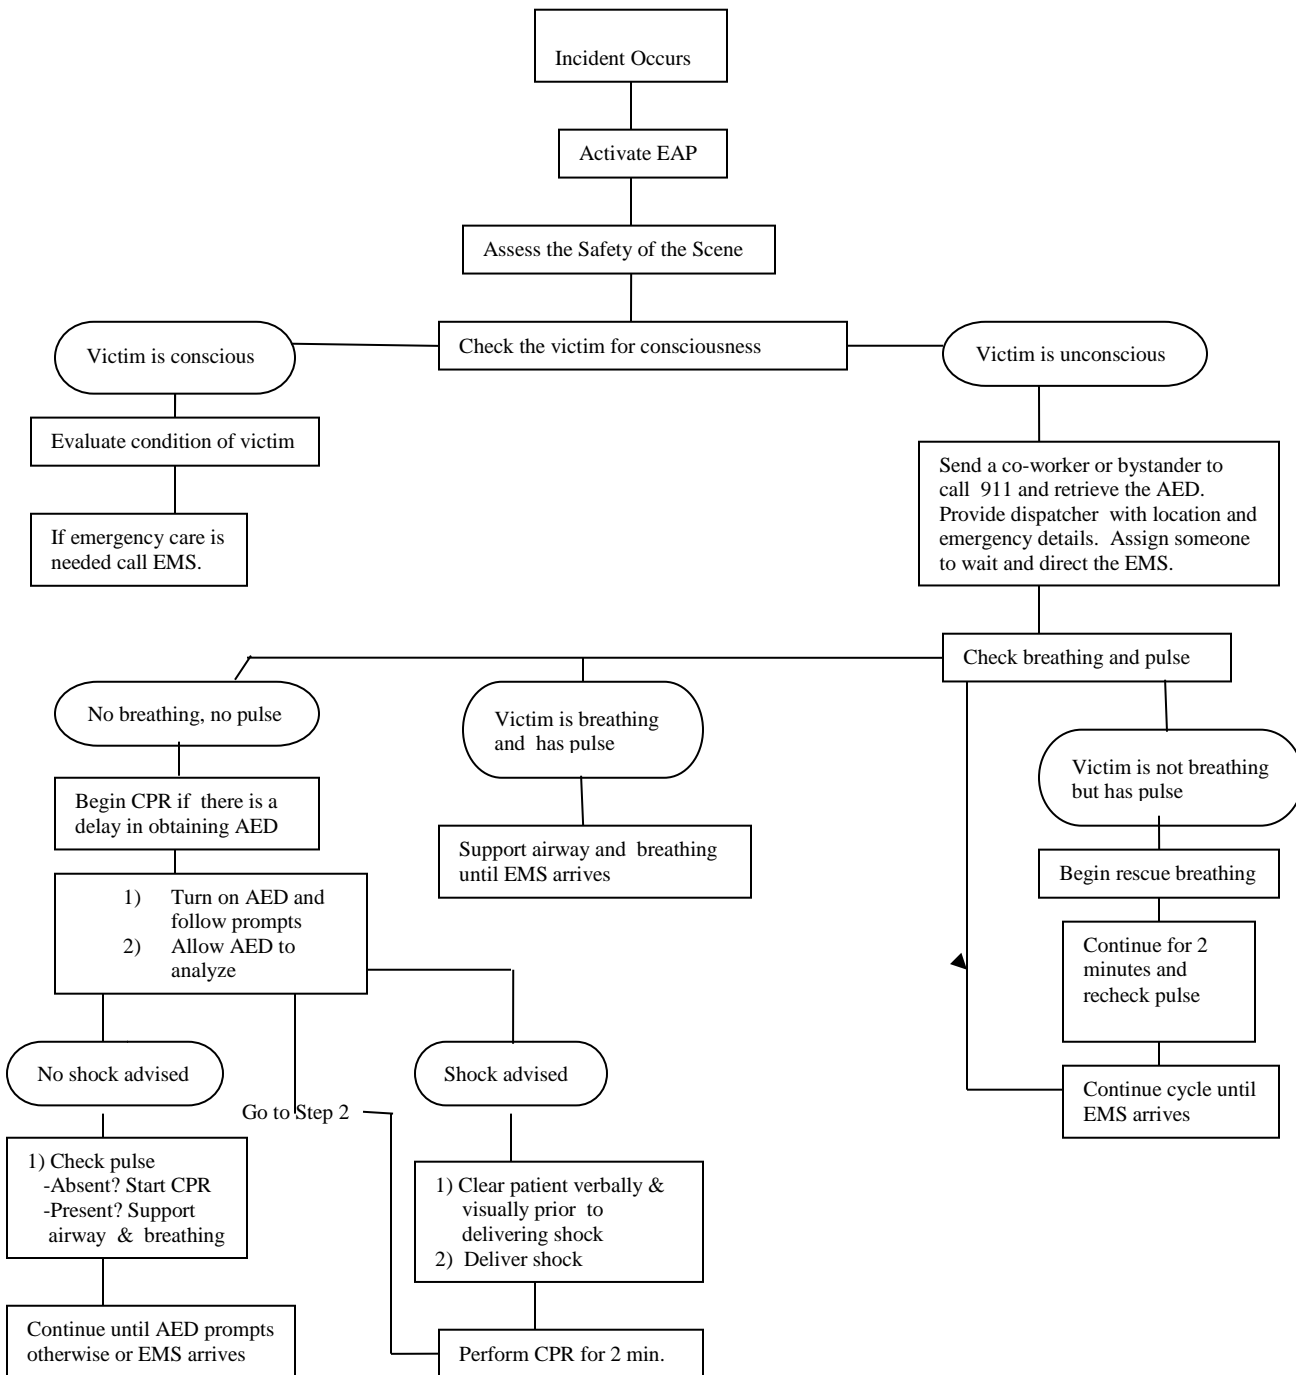 Incident Occurs
Activate EAP
Assess the Safety of the Scene
Victim is conscious
Check the victim for consciousness
Victim is unconscious
Evaluate condition of victim
If emergency care is
needed call EMS.
Send a co-worker or bystander to
call 911 and retrieve the AED.
Provide dispatcher with location and
emergency details. Assign someone
to wait and direct the EMS.
Check breathing and pulse
No breathing, no pulse
Victim is breathing
and has pulse
Victim is not breathing
but has pulse
Begin CPR if there is a
delay in obtaining AED
Support airway and breathing
until EMS arrives
Begin rescue breathing
1) Turn on AED and
follow prompts
2) Allow AED to
analyze
Continue for 2
minutes and
recheck pulse
No shock advised
Shock advised
Continue cycle until
EMS arrives
Go to Step 2
1) Check pulse
-Absent? Start CPR
-Present? Support
airway & breathing
1) Clear patient verbally &
visually prior to
delivering shock
2) Deliver shock
Continue until AED prompts
otherwise or EMS arrives
Perform CPR for 2 min.